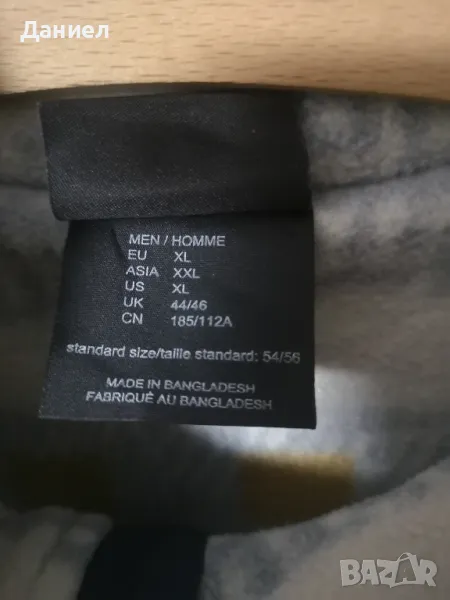 Даниел
MEN / HOMME
EU XL
ASIA XXL
US XL
UK 44/46
CN 185/112A
standard size/taille standard: 54/56
MADE IN BANGLADESH
FABRIQUÉ AU BANGLADESH
BAZAR